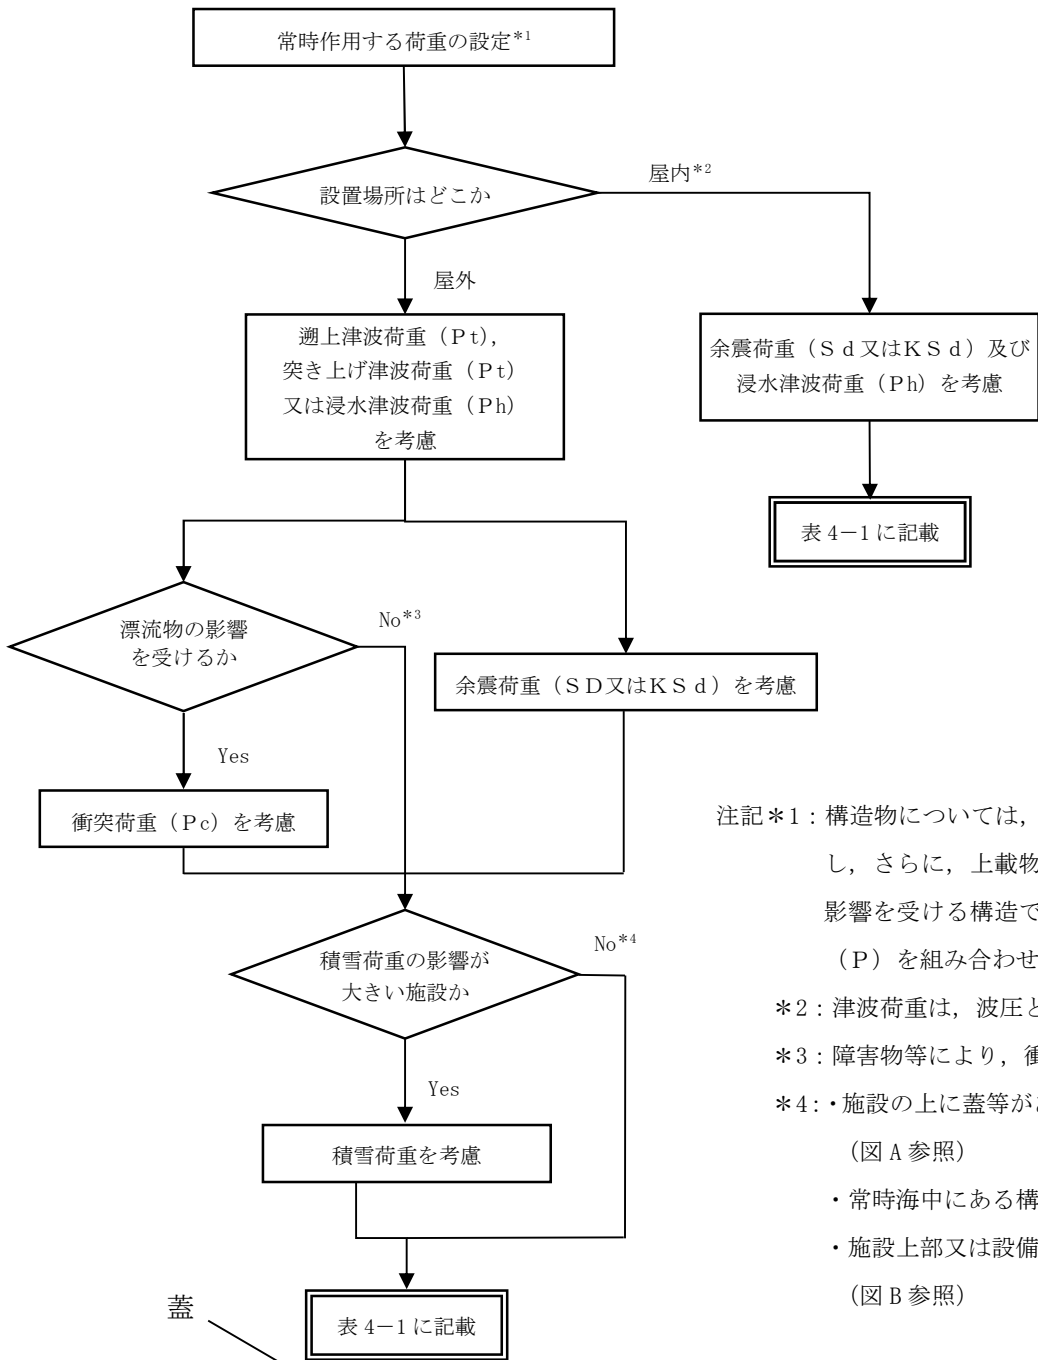 常時作用する荷重の設定*1
設置場所はどこか
屋内*2
屋外
遡上津波荷重（Ｐt），
突き上げ津波荷重（Ｐt）
又は浸水津波荷重（Ｐh）
を考慮
余震荷重（Ｓｄ又はＫＳｄ）及び
浸水津波荷重（Ｐh）を考慮
表 4－1 に記載
漂流物の影響
を受けるか
No*3
Yes
余震荷重（ＳＤ又はＫＳｄ）を考慮
衝突荷重（Ｐc）を考慮
積雪荷重の影響が
大きい施設か
No*4
Yes
積雪荷重を考慮
表 4－1 に記載
蓋
注記＊1：構造物については，
し，さらに，上載物
影響を受ける構造で
（Ｐ）を組み合わせ
＊2：津波荷重は，波圧と
＊3：障害物等により，衝
＊4：・施設の上に蓋等が
（図 A 参照）
・常時海中にある構
・施設上部又は設備
（図 B 参照）